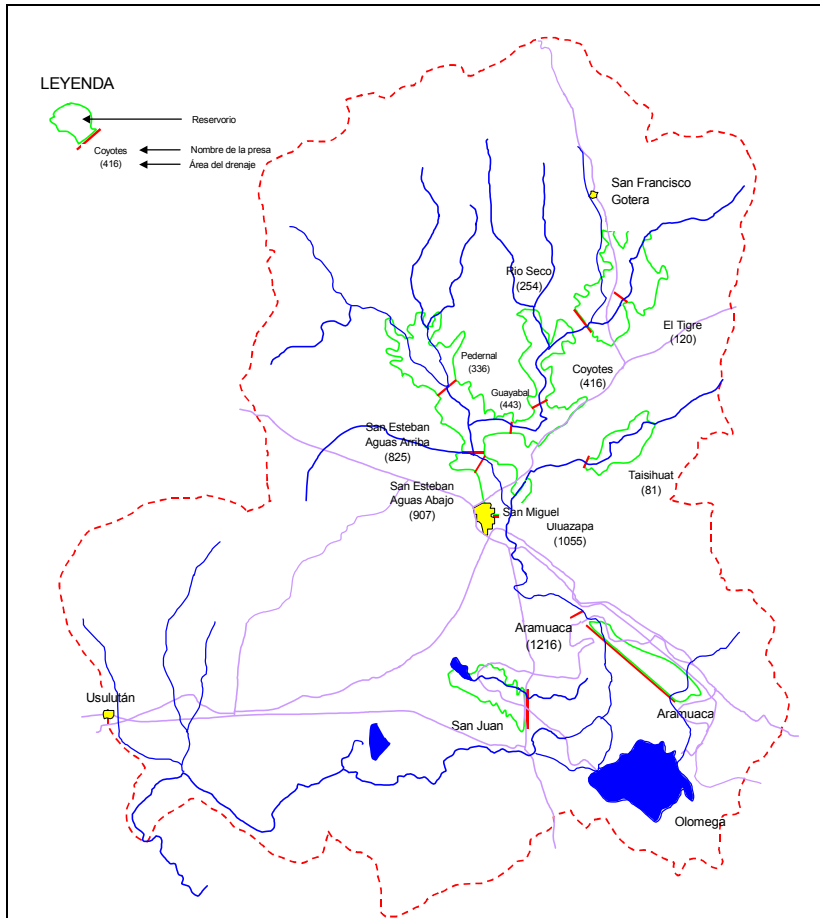 LEYENDA
Reservorio
Coyotes
(416)
Nombre de la presa
Área del drenaje
San Francisco
Gotera
Rio Seco
(254)
El Tigre
(120)
Pedernal
(336)
Coyotes
(416)
Guayabal
(443)
San Esteban
Aguas Arriba
(825)
Taisihuat
(81)
San Esteban
Aguas Abajo
(907)
San Miguel
Uluazapa
(1055)
Aramuaca
(1216)
Usulután
San Juan
Aramuaca
Olomega